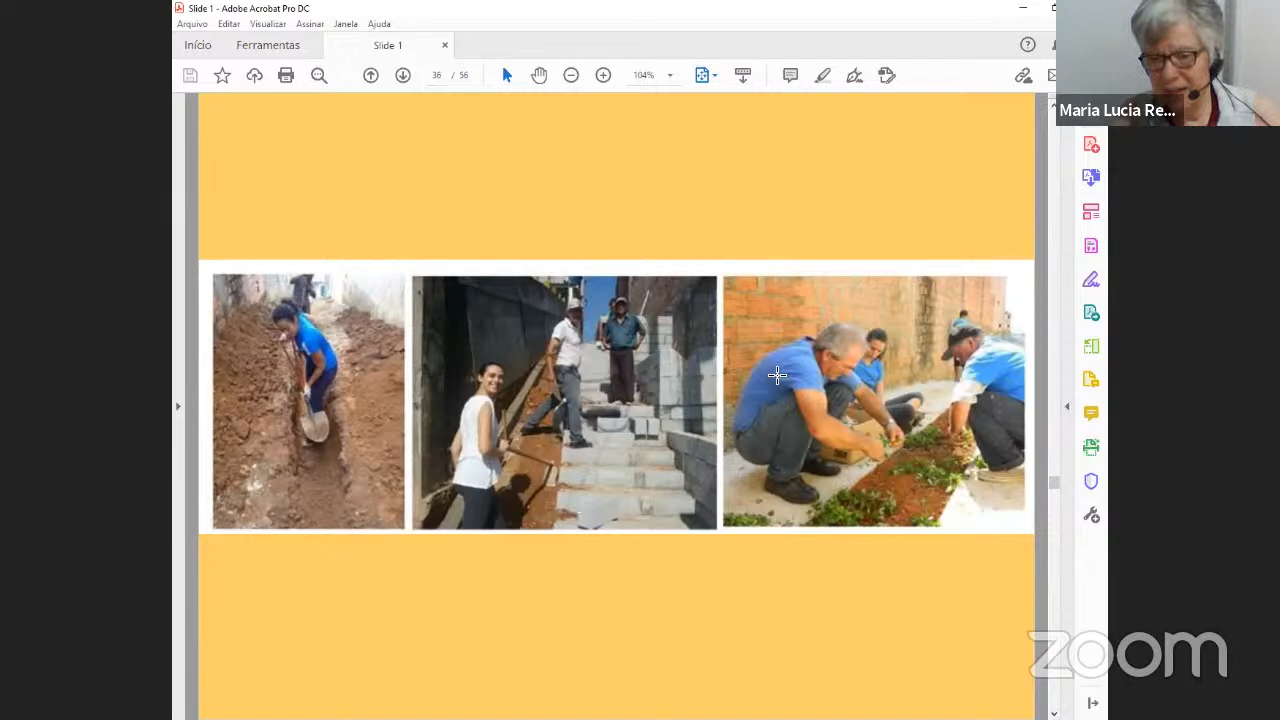 Slide 1 - Adobe Acrobat Pro DC
Arquivo Editar Visualizar Assinar Janela Ajuda
Início Ferramentas Slide 1
36 / 56 104%
Maria Lucia Re...
zoom